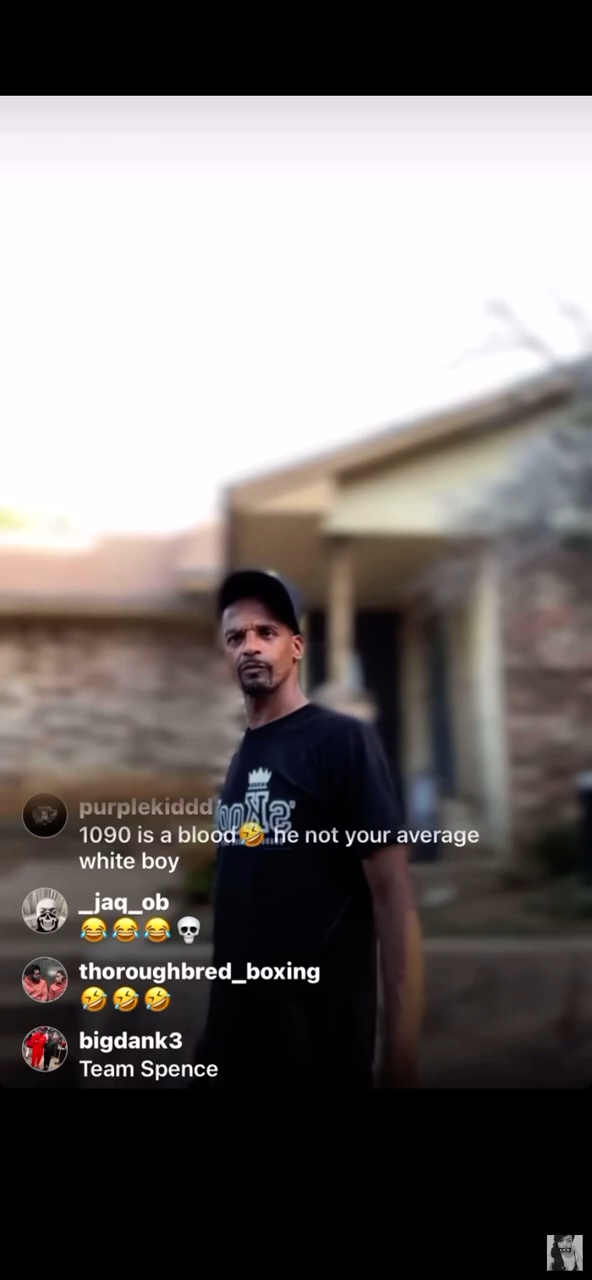 purplekiddd
1090 is a blood🤣 he not your average
white boy
_jaq_ob
😂😂😂💀
thoroughbred_boxing
🤣🤣🤣
bigdank3
Team Spence